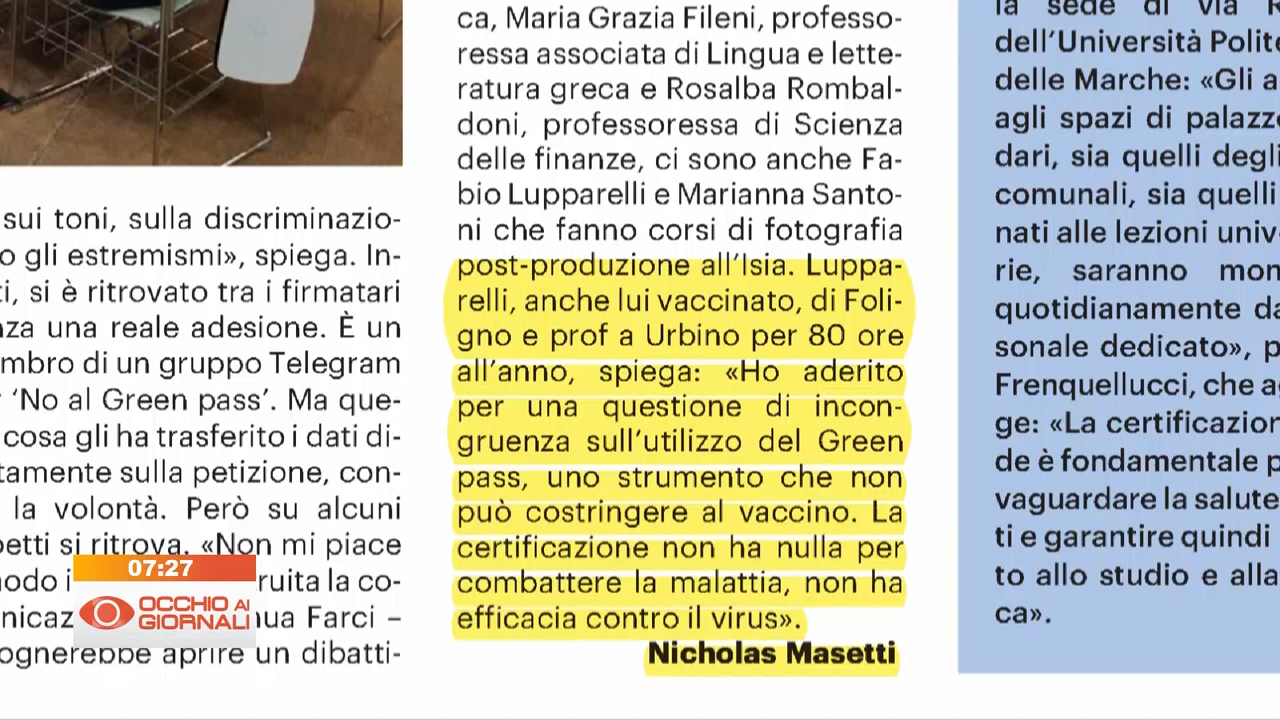 sui toni, sulla discriminazio-
o gli estremismi», spiega. In-
ti, si è ritrovato tra i firmatari
nza una reale adesione. È un
mbro di un gruppo Telegram
'No al Green pass'. Ma que-
cosa gli ha trasferito i dati di-
tamente sulla petizione, con-
la volontà. Però su alcuni
petti si ritrova. «Non mi piace
modo i ruita la co-
nicaz nua Farci –
ognerebbe aprire un dibatti-
ca, Maria Grazia Fileni, professo-
ressa associata di Lingua e lette-
ratura greca e Rosalba Rombal-
doni, professoressa di Scienza
delle finanze, ci sono anche Fa-
bio Lupparelli e Marianna Santo-
ni che fanno corsi di fotografia
post-produzione all'Isia. Luppa-
relli, anche lui vaccinato, di Foli-
gno e prof a Urbino per 80 ore
all'anno, spiega: «Ho aderito
per una questione di incon-
gruenza sull'utilizzo del Green
pass, uno strumento che non
può costringere al vaccino. La
certificazione non ha nulla per
combattere la malattia, non ha
efficacia contro il virus».
Nicholas Masetti
la sede di via R
dell'Università Polite
delle Marche: «Gli a
agli spazi di palazzo
dari, sia quelli degli
comunali, sia quelli
nati alle lezioni univ-
rie, saranno mon
quotidianamente da
sonale dedicato», p
Frenquellucci, che ag
ge: «La certificazion
de è fondamentale p
vaguardare la salute
ti e garantire quindi
to allo studio e alla
ca».
07:27
OCCHIO AI
GIORNALI